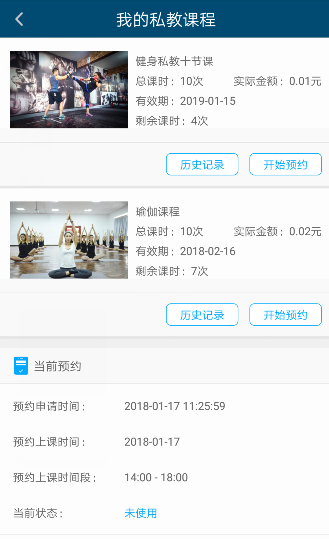 我的私教课程
健身私教十节课
总课时：10次 实际金额：0.01元
有效期：2019-01-15
剩余课时：4次
历史记录 开始预约
瑜伽课程
总课时：10次 实际金额：0.02元
有效期：2018-02-16
剩余课时：7次
历史记录 开始预约
当前预约
预约申请时间： 2018-01-17 11:25:59
预约上课时间： 2018-01-17
预约上课时间段： 14:00 - 18:00
当前状态： 未使用